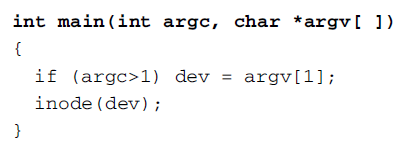 int main(int argc, char *argv[ ])
{
if (argc>1) dev = argv[1];
inode(dev);
}